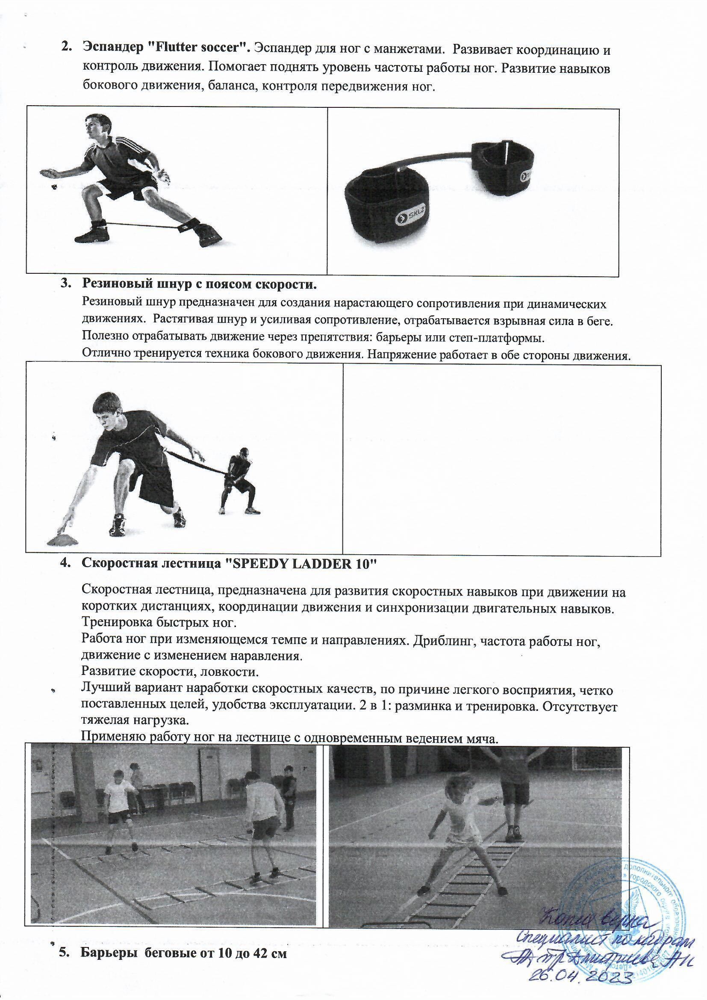 2. Эспандер "Flutter soccer". Эспандер для ног с манжетами. Развивает координацию и
контроль движения. Помогает поднять уровень частоты работы ног. Развитие навыков
бокового движения, баланса, контроля передвижения ног.
SKLZ
3. Резиновый шнур с поясом скорости.
Резиновый шнур предназначен для создания нарастающего сопротивления при динамических
движениях. Растягивая шнур и усиливая сопротивление, отрабатывается взрывная сила в беге.
Полезно отрабатывать движение через препятствия: барьеры или степ-платформы.
Отлично тренируется техника бокового движения. Напряжение работает в обе стороны движения.
4. Скоростная лестница "SPEEDY LADDER 10"
Скоростная лестница, предназначена для развития скоростных навыков при движении на
коротких дистанциях, координации движения и синхронизации двигательных навыков.
Тренировка быстрых ног.
Работа ног при изменяющемся темпе и направлениях. Дриблинг, частота работы ног,
движение с изменением наравления.
Развитие скорости, ловкости.
Лучший вариант наработки скоростных качеств, по причине легкого восприятия, четко
поставленных целей, удобства эксплуатации. 2 в 1: разминка и тренировка. Отсутствует
тяжелая нагрузка.
Применяю работу ног на лестнице с одновременным ведением мяча.
дополнительного
городского округа
Копия верна
Специалист по кадрам
26.04.2023
5. Барьеры беговые от 10 до 42 см